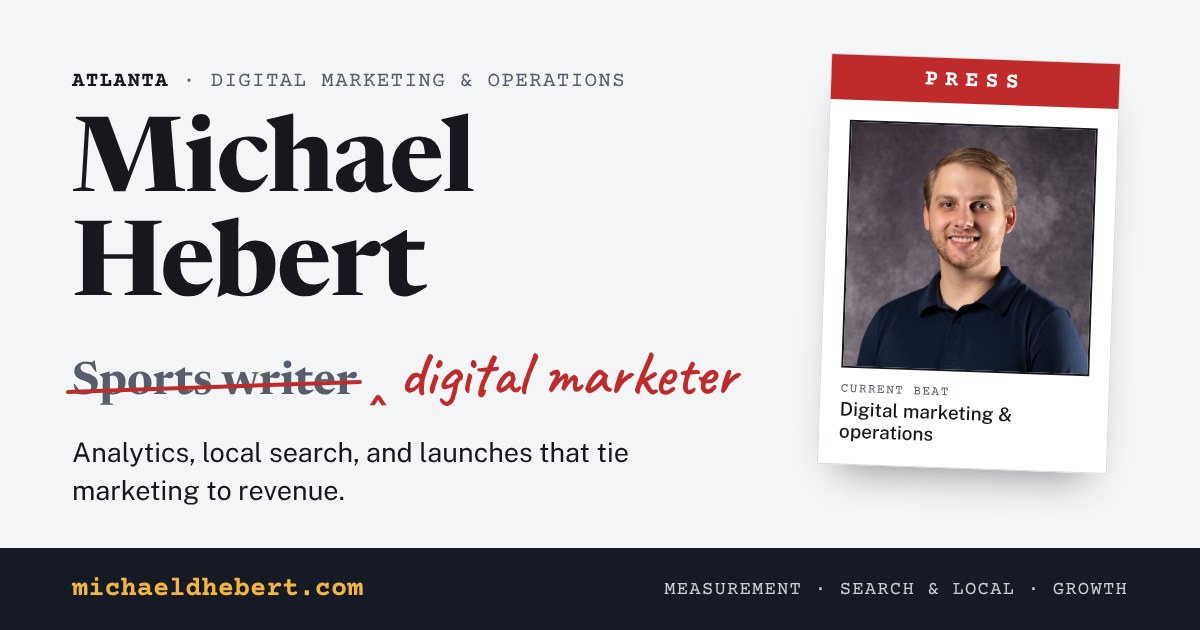 ATLANTA · DIGITAL MARKETING & OPERATIONS
Michael
Hebert
Sports writer ‸ digital marketer
Analytics, local search, and launches that tie
marketing to revenue.
PRESS
CURRENT BEAT
Digital marketing &
operations
michaeldhebert.com
MEASUREMENT · SEARCH & LOCAL · GROWTH